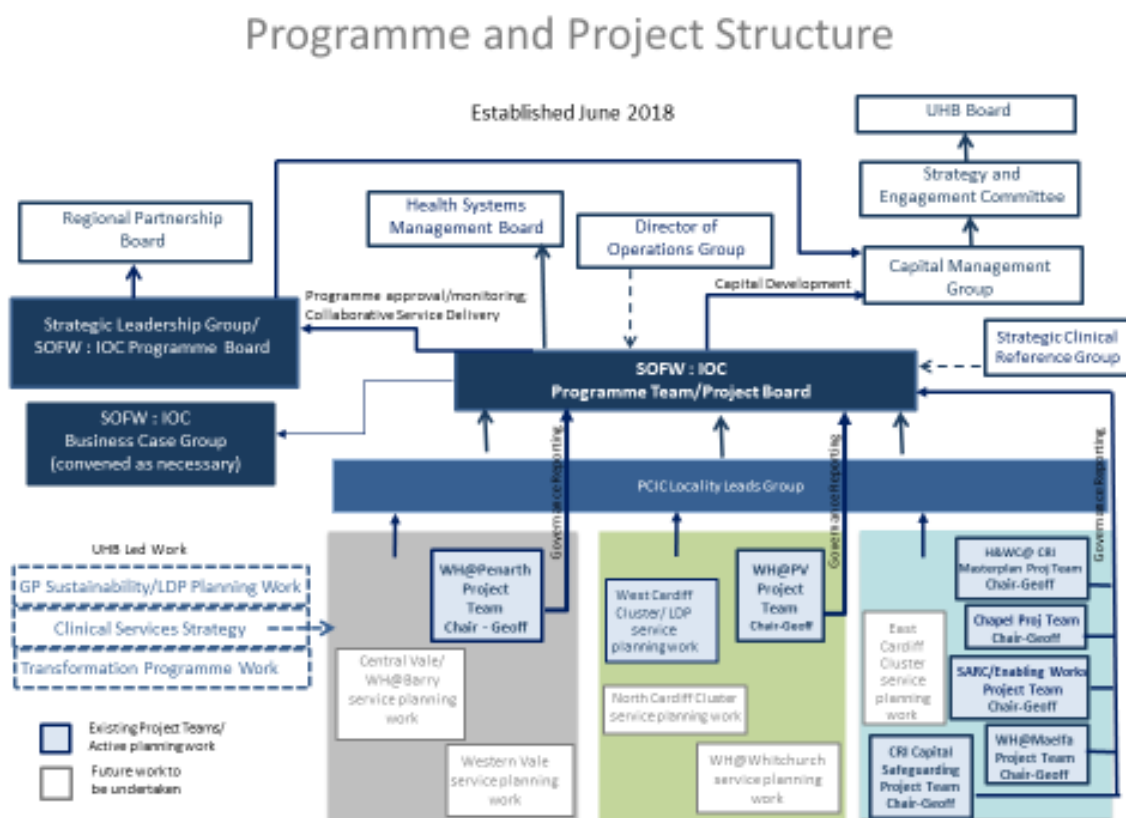 Programme and Project Structure
Established June 2018
UHB Board
Strategy and
Engagement Committee
Capital Management
Group
Regional Partnership
Board
Health Systems
Management Board
Director of
Operations Group
Programme approval/monitoring;
Collaborative Service Delivery
Capital Development
Strategic Leadership Group/
SOFW : IOC Programme Board
Strategic Clinical
Reference Group
SOFW : IOC
Programme Team/Project Board
SOFW : IOC
Business Case Group
(convened as necessary)
PCIC Locality Leads Group
Governance Reporting
Governance Reporting
Governance Reporting
UHB Led Work
GP Sustainability/LDP Planning Work
Clinical Services Strategy
Transformation Programme Work
Existing Project Teams/
Active planning work
Future work to
be undertaken
WH@Penarth
Project
Team
Chair - Geoff
Central Vale/
WH@Barry
service planning
work
Western Vale
service planning
work
West Cardiff
Cluster/ LDP
service
planning work
WH@PV
Project
Team
Chair-Geoff
North Cardiff Cluster
service planning work
WH@Whitchurch
service planning
work
East
Cardiff
Cluster
service
planning
work
H&WC@ CRI
Masterplan Proj Team
Chair-Geoff
Chapel Proj Team
Chair-Geoff
SARC/Enabling Works
Project Team
Chair-Geoff
WH@Maelfa
Project Team
Chair-Geoff
CRI Capital
Safeguarding
Project Team
Chair-Geoff